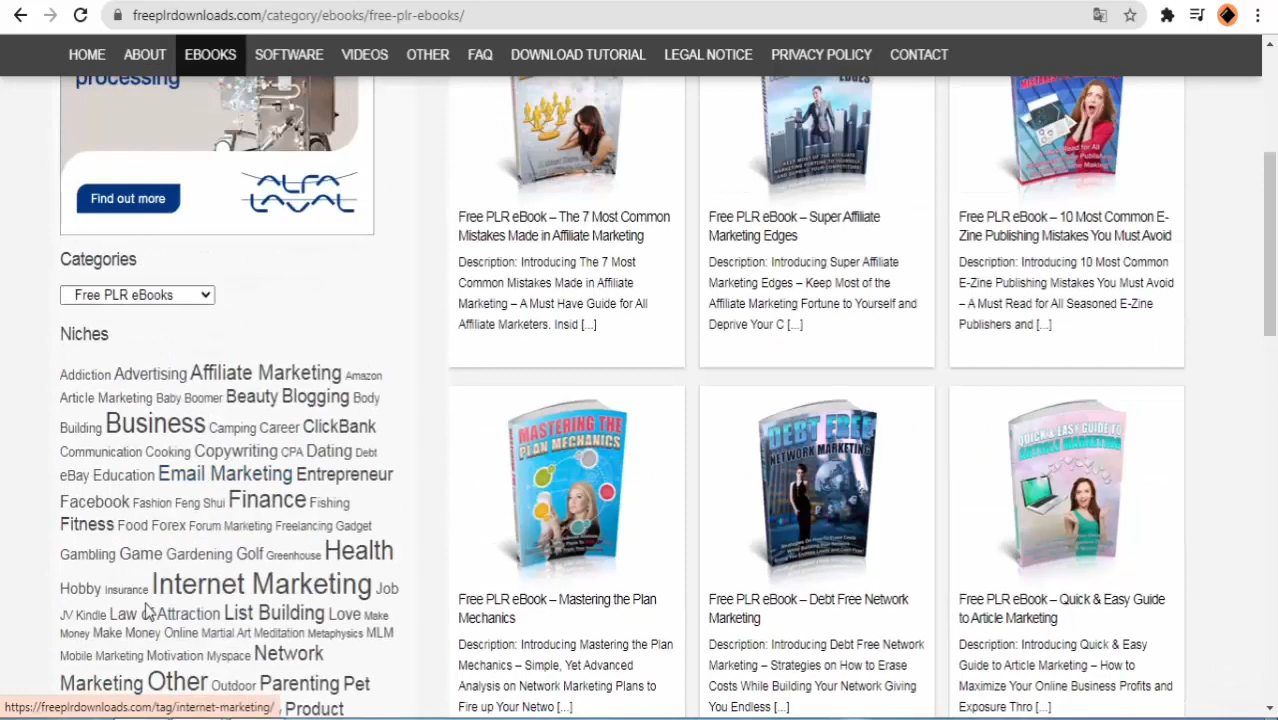 freeplrdownloads.com/category/ebooks/free-plr-ebooks/
HOME ABOUT EBOOKS SOFTWARE VIDEOS OTHER FAQ DOWNLOAD TUTORIAL LEGAL NOTICE PRIVACY POLICY CONTACT
processing
Find out more
ALFA
LAVAL
Categories
Free PLR eBooks
Niches
Addiction Advertising Affiliate Marketing Amazon
Article Marketing Baby Boomer Beauty Blogging Body
Building Business Camping Career ClickBank
Communication Cooking Copywriting CPA Dating Debt
eBay Education Email Marketing Entrepreneur
Facebook Fashion Feng Shui Finance Fishing
Fitness Food Forex Forum Marketing Freelancing Gadget
Gambling Game Gardening Golf Greenhouse Health
Hobby Insurance Internet Marketing Job
JV Kindle Law Of Attraction List Building Love Make
Money Make Money Online Martial Art Meditation Metaphysics MLM
Mobile Marketing Motivation Myspace Network
Marketing Other Outdoor Parenting Pet
Product
https://freeplrdownloads.com/tag/internet-marketing/
EDGES
KEEP MOST OF THE AFFILIATE MARKETING FORTUNE TO YOURSELF AND DEPRIVE YOUR COMPETITORS!
Free PLR eBook – The 7 Most Common
Mistakes Made in Affiliate Marketing
Description: Introducing The 7 Most
Common Mistakes Made in Affiliate
Marketing – A Must Have Guide for All
Affiliate Marketers. Insid [...]
Free PLR eBook – Super Affiliate
Marketing Edges
Description: Introducing Super Affiliate
Marketing Edges – Keep Most of the
Affiliate Marketing Fortune to Yourself and
Deprive Your C [...]
Free PLR eBook – 10 Most Common E-
Zine Publishing Mistakes You Must Avoid
Description: Introducing 10 Most Common
E-Zine Publishing Mistakes You Must Avoid
– A Must Read for All Seasoned E-Zine
Publishers and [...]
MASTERING THE
PLAN MECHANICS
Free PLR eBook – Mastering the Plan
Mechanics
Description: Introducing Mastering the Plan
Mechanics – Simple, Yet Advanced
Analysis on Network Marketing Plans to
Fire up Your Netwo [...]
DEBT FREE
NETWORK MARKETING
Free PLR eBook – Debt Free Network
Marketing
Description: Introducing Debt Free Network
Marketing – Strategies on How to Erase
Costs While Building Your Network Giving
You Endless [...]
QUICK & EASY GUIDE TO
ARTICLE MARKETING
Free PLR eBook – Quick & Easy Guide
to Article Marketing
Description: Introducing Quick & Easy
Guide to Article Marketing – How to
Maximize Your Online Business Profits and
Exposure Thro [...]